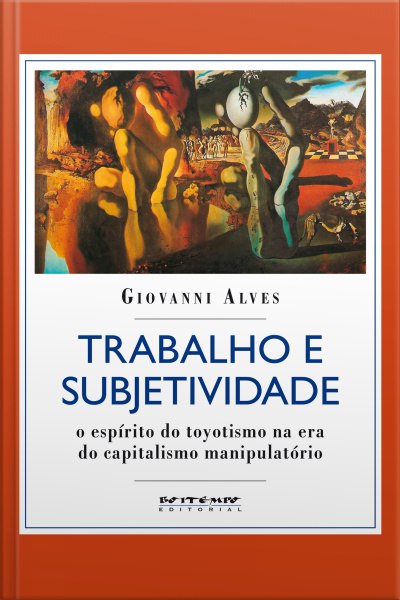 GIOVANNI ALVES
TRABALHO E
SUBJETIVIDADE
o espírito do toyotismo na era
do capitalismo manipulatório
BOITEMPO
EDITORIAL